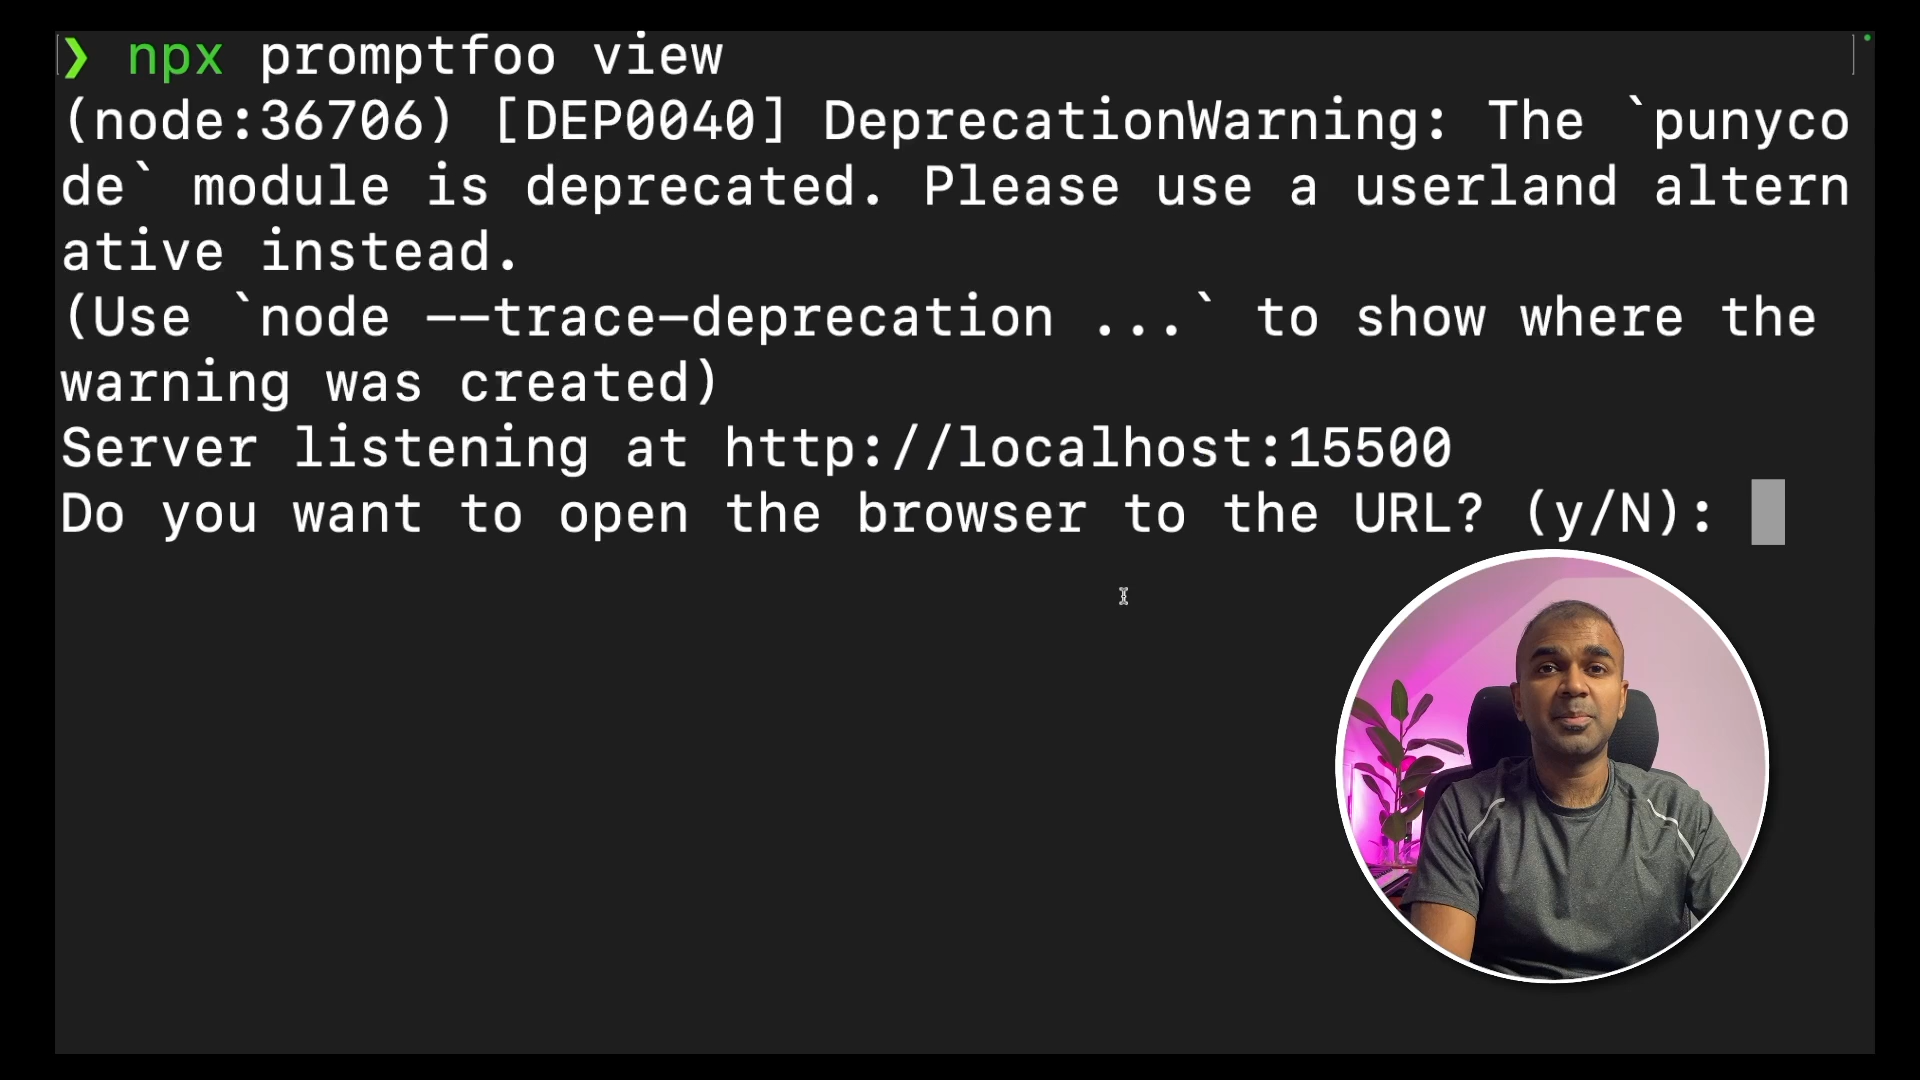 ❯ npx promptfoo view
(node:36706) [DEP0040] DeprecationWarning: The `punyco
de` module is deprecated. Please use a userland altern
ative instead.
(Use `node --trace-deprecation ...` to show where the
warning was created)
Server listening at http://localhost:15500
Do you want to open the browser to the URL? (y/N):